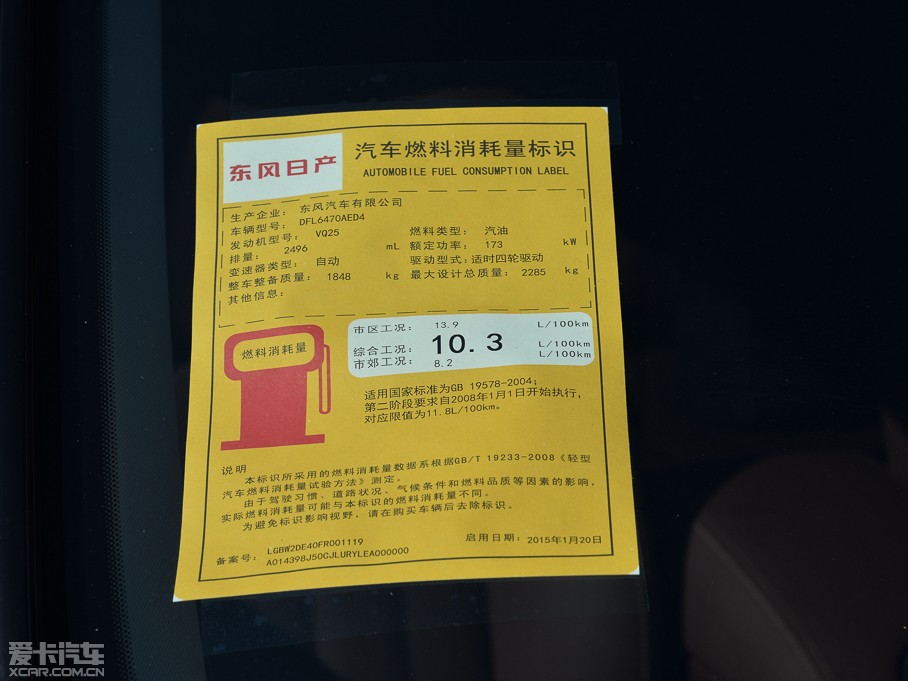 东风日产
汽车燃料消耗量标识
AUTOMOBILE FUEL CONSUMPTION LABEL
生产企业: 东风汽车有限公司
车辆型号: DFL6470AED4
发动机型号: VQ25 燃料类型: 汽油
排量: 2496 mL 额定功率: 173 kW
变速器类型: 自动 驱动型式:适时四轮驱动
整车整备质量: 1848 kg 最大设计总质量: 2285 kg
其他信息:
燃料消耗量
市区工况: 13.9 L/100km
综合工况: 10.3 L/100km
市郊工况: 8.2 L/100km
适用国家标准为GB 19578-2004;
第二阶段要求自2008年1月1日开始执行,
对应限值为11.8L/100km。
说明
本标识所采用的燃料消耗量数据系根据GB/T 19233-2008《轻型
汽车燃料消耗量试验方法》测定。
由于驾驶习惯、道路状况、气候条件和燃料品质等因素的影响,
实际燃料消耗量可能与本标识的燃料消耗量不同。
为避免标识影响视野, 请在购买车辆后去除标识。
备案号: LGBW2DE40FR001119
A014398J50CJLURYLEA000000
启用日期: 2015年1月20日
爱卡汽车
XCAR.COM.CN